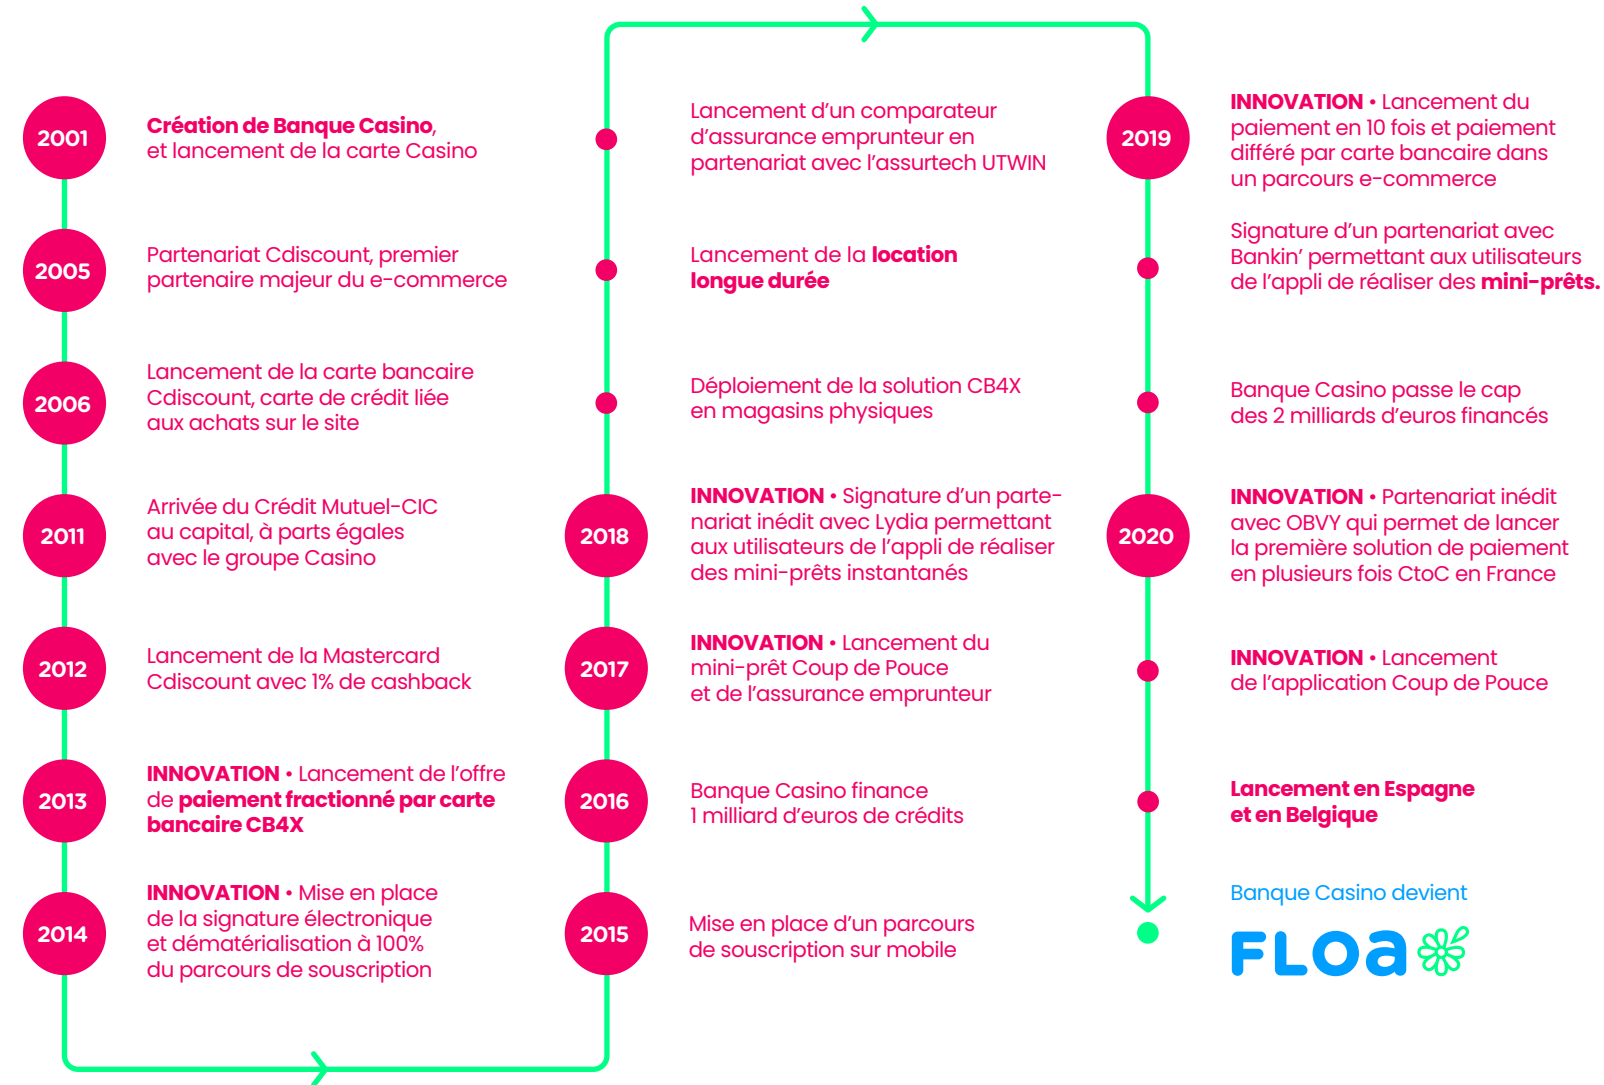 2001
Création de Banque Casino,
et lancement de la carte Casino
2005
Partenariat Cdiscount, premier
partenaire majeur du e-commerce
2006
Lancement de la carte bancaire
Cdiscount, carte de crédit liée
aux achats sur le site
2011
Arrivée du Crédit Mutuel-CIC
au capital, à parts égales
avec le groupe Casino
2012
Lancement de la Mastercard
Cdiscount avec 1% de cashback
2013
INNOVATION • Lancement de l’offre
de paiement fractionné par carte
bancaire CB4X
2014
INNOVATION • Mise en place
de la signature électronique
et dématérialisation à 100%
du parcours de souscription
2015
Mise en place d’un parcours
de souscription sur mobile
2016
Banque Casino finance
1 milliard d’euros de crédits
2017
INNOVATION • Lancement du
mini-prêt Coup de Pouce
et de l’assurance emprunteur
2018
INNOVATION • Signature d’un parte-
nariat inédit avec Lydia permettant
aux utilisateurs de l’appli de réaliser
des mini-prêts instantanés
Déploiement de la solution CB4X
en magasins physiques
Lancement de la location
longue durée
Lancement d’un comparateur
d’assurance emprunteur en
partenariat avec l’assurtech UTWIN
2019
INNOVATION • Lancement du
paiement en 10 fois et paiement
différé par carte bancaire dans
un parcours e-commerce
Signature d’un partenariat avec
Bankin’ permettant aux utilisateurs
de l’appli de réaliser des mini-prêts.
Banque Casino passe le cap
des 2 milliards d’euros financés
2020
INNOVATION • Partenariat inédit
avec OBVY qui permet de lancer
la première solution de paiement
en plusieurs fois CtoC en France
INNOVATION • Lancement
de l’application Coup de Pouce
Lancement en Espagne
et en Belgique
Banque Casino devient
FLOa